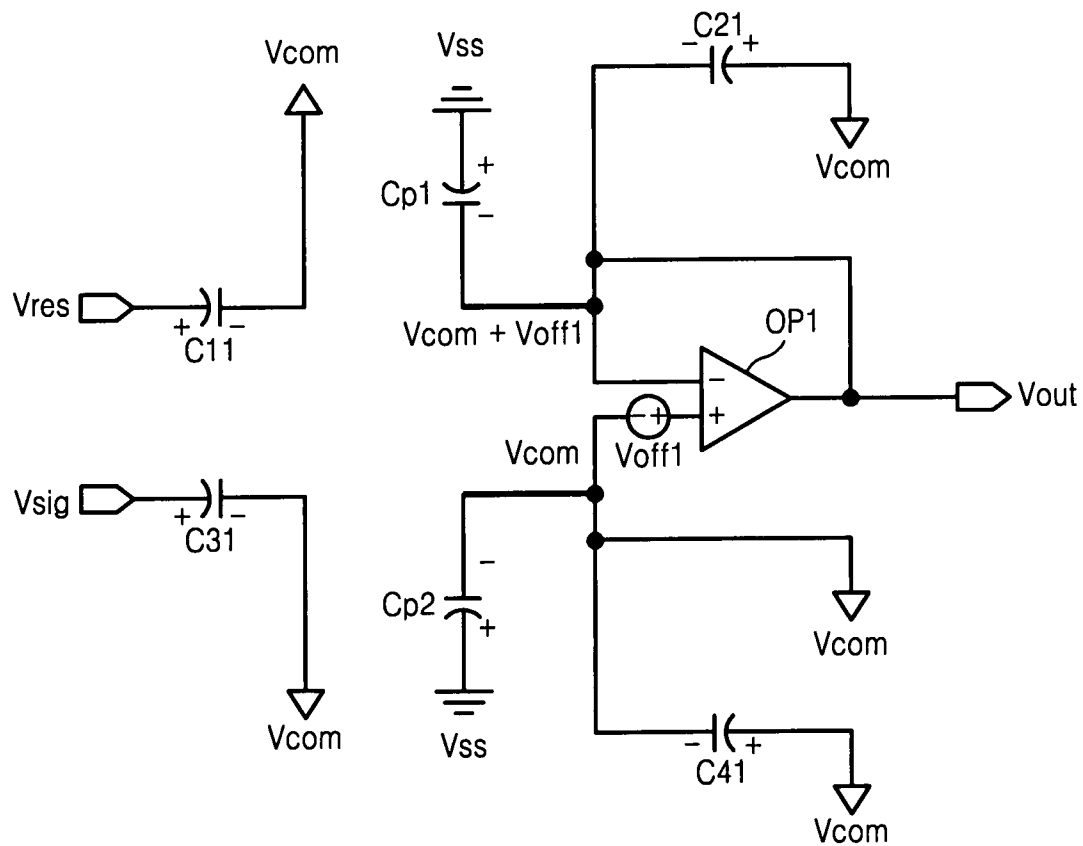 C21
- +
Vss
Vcom
Vcom
+
Cp1
-
Vres
+ -
C11
Vcom + Voff1
OP1
-
- +
+
Vout
Vcom
Voff1
Vsig
+ -
C31
-
Cp2
+
Vcom
Vcom
Vss
- +
C41
Vcom